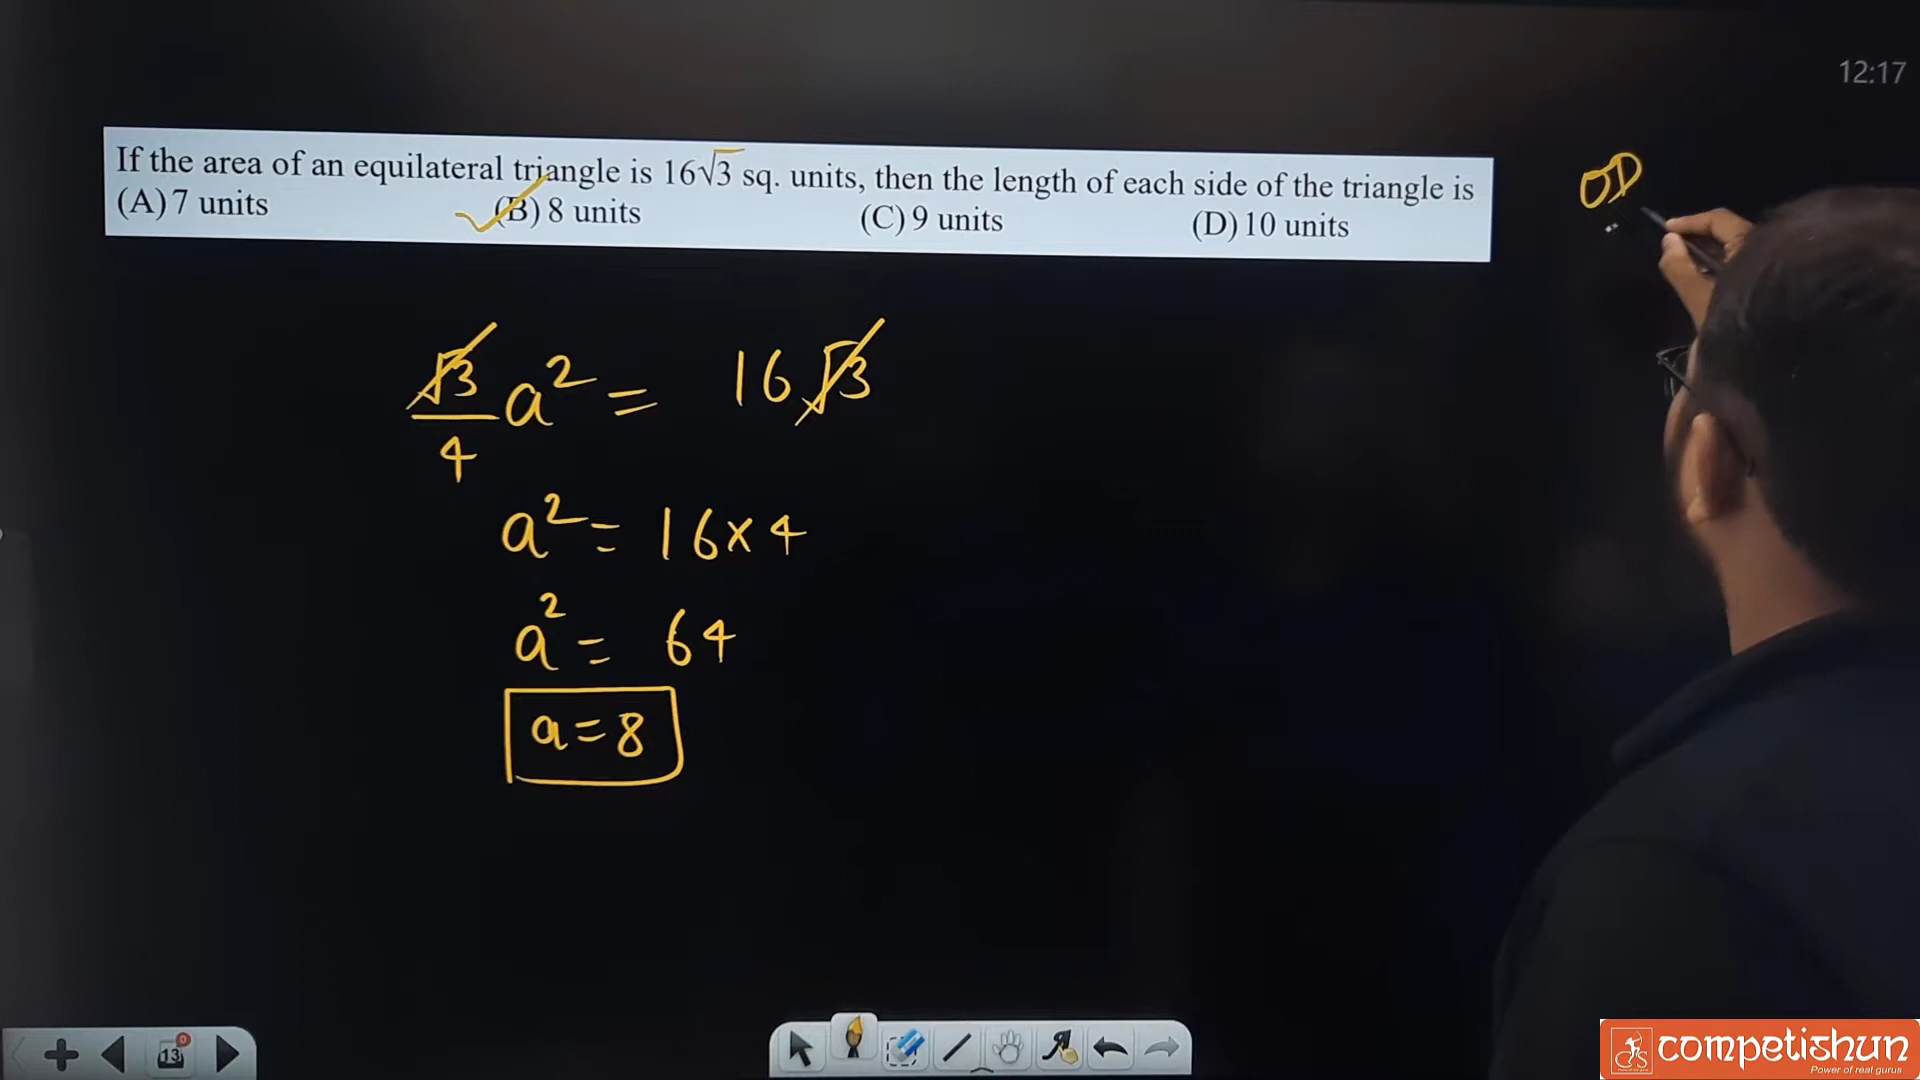 12:17
If the area of an equilateral triangle is 16√3 sq. units, then the length of each side of the triangle is
(A) 7 units (B) 8 units (C) 9 units (D) 10 units
OD
√3/4 a² = 16√3
a² = 16 × 4
a² = 64
a = 8
13
0
competishun
Power of real gurus